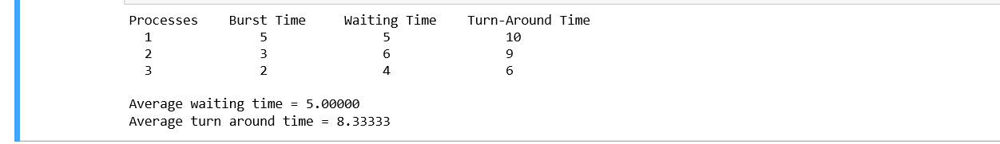 Processes    Burst Time     Waiting Time    Turn-Around Time
1    5    5    10
2    3    6    9
3    2    4    6
Average waiting time = 5.00000
Average turn around time = 8.33333